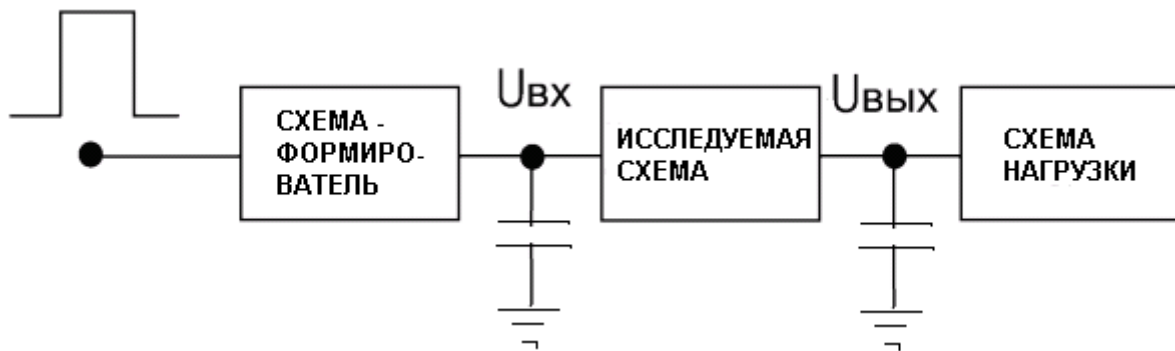 Uвх
Uвых
СХЕМА -
ФОРМИРО-
ВАТЕЛЬ
ИССЛЕДУЕМАЯ
СХЕМА
СХЕМА
НАГРУЗКИ